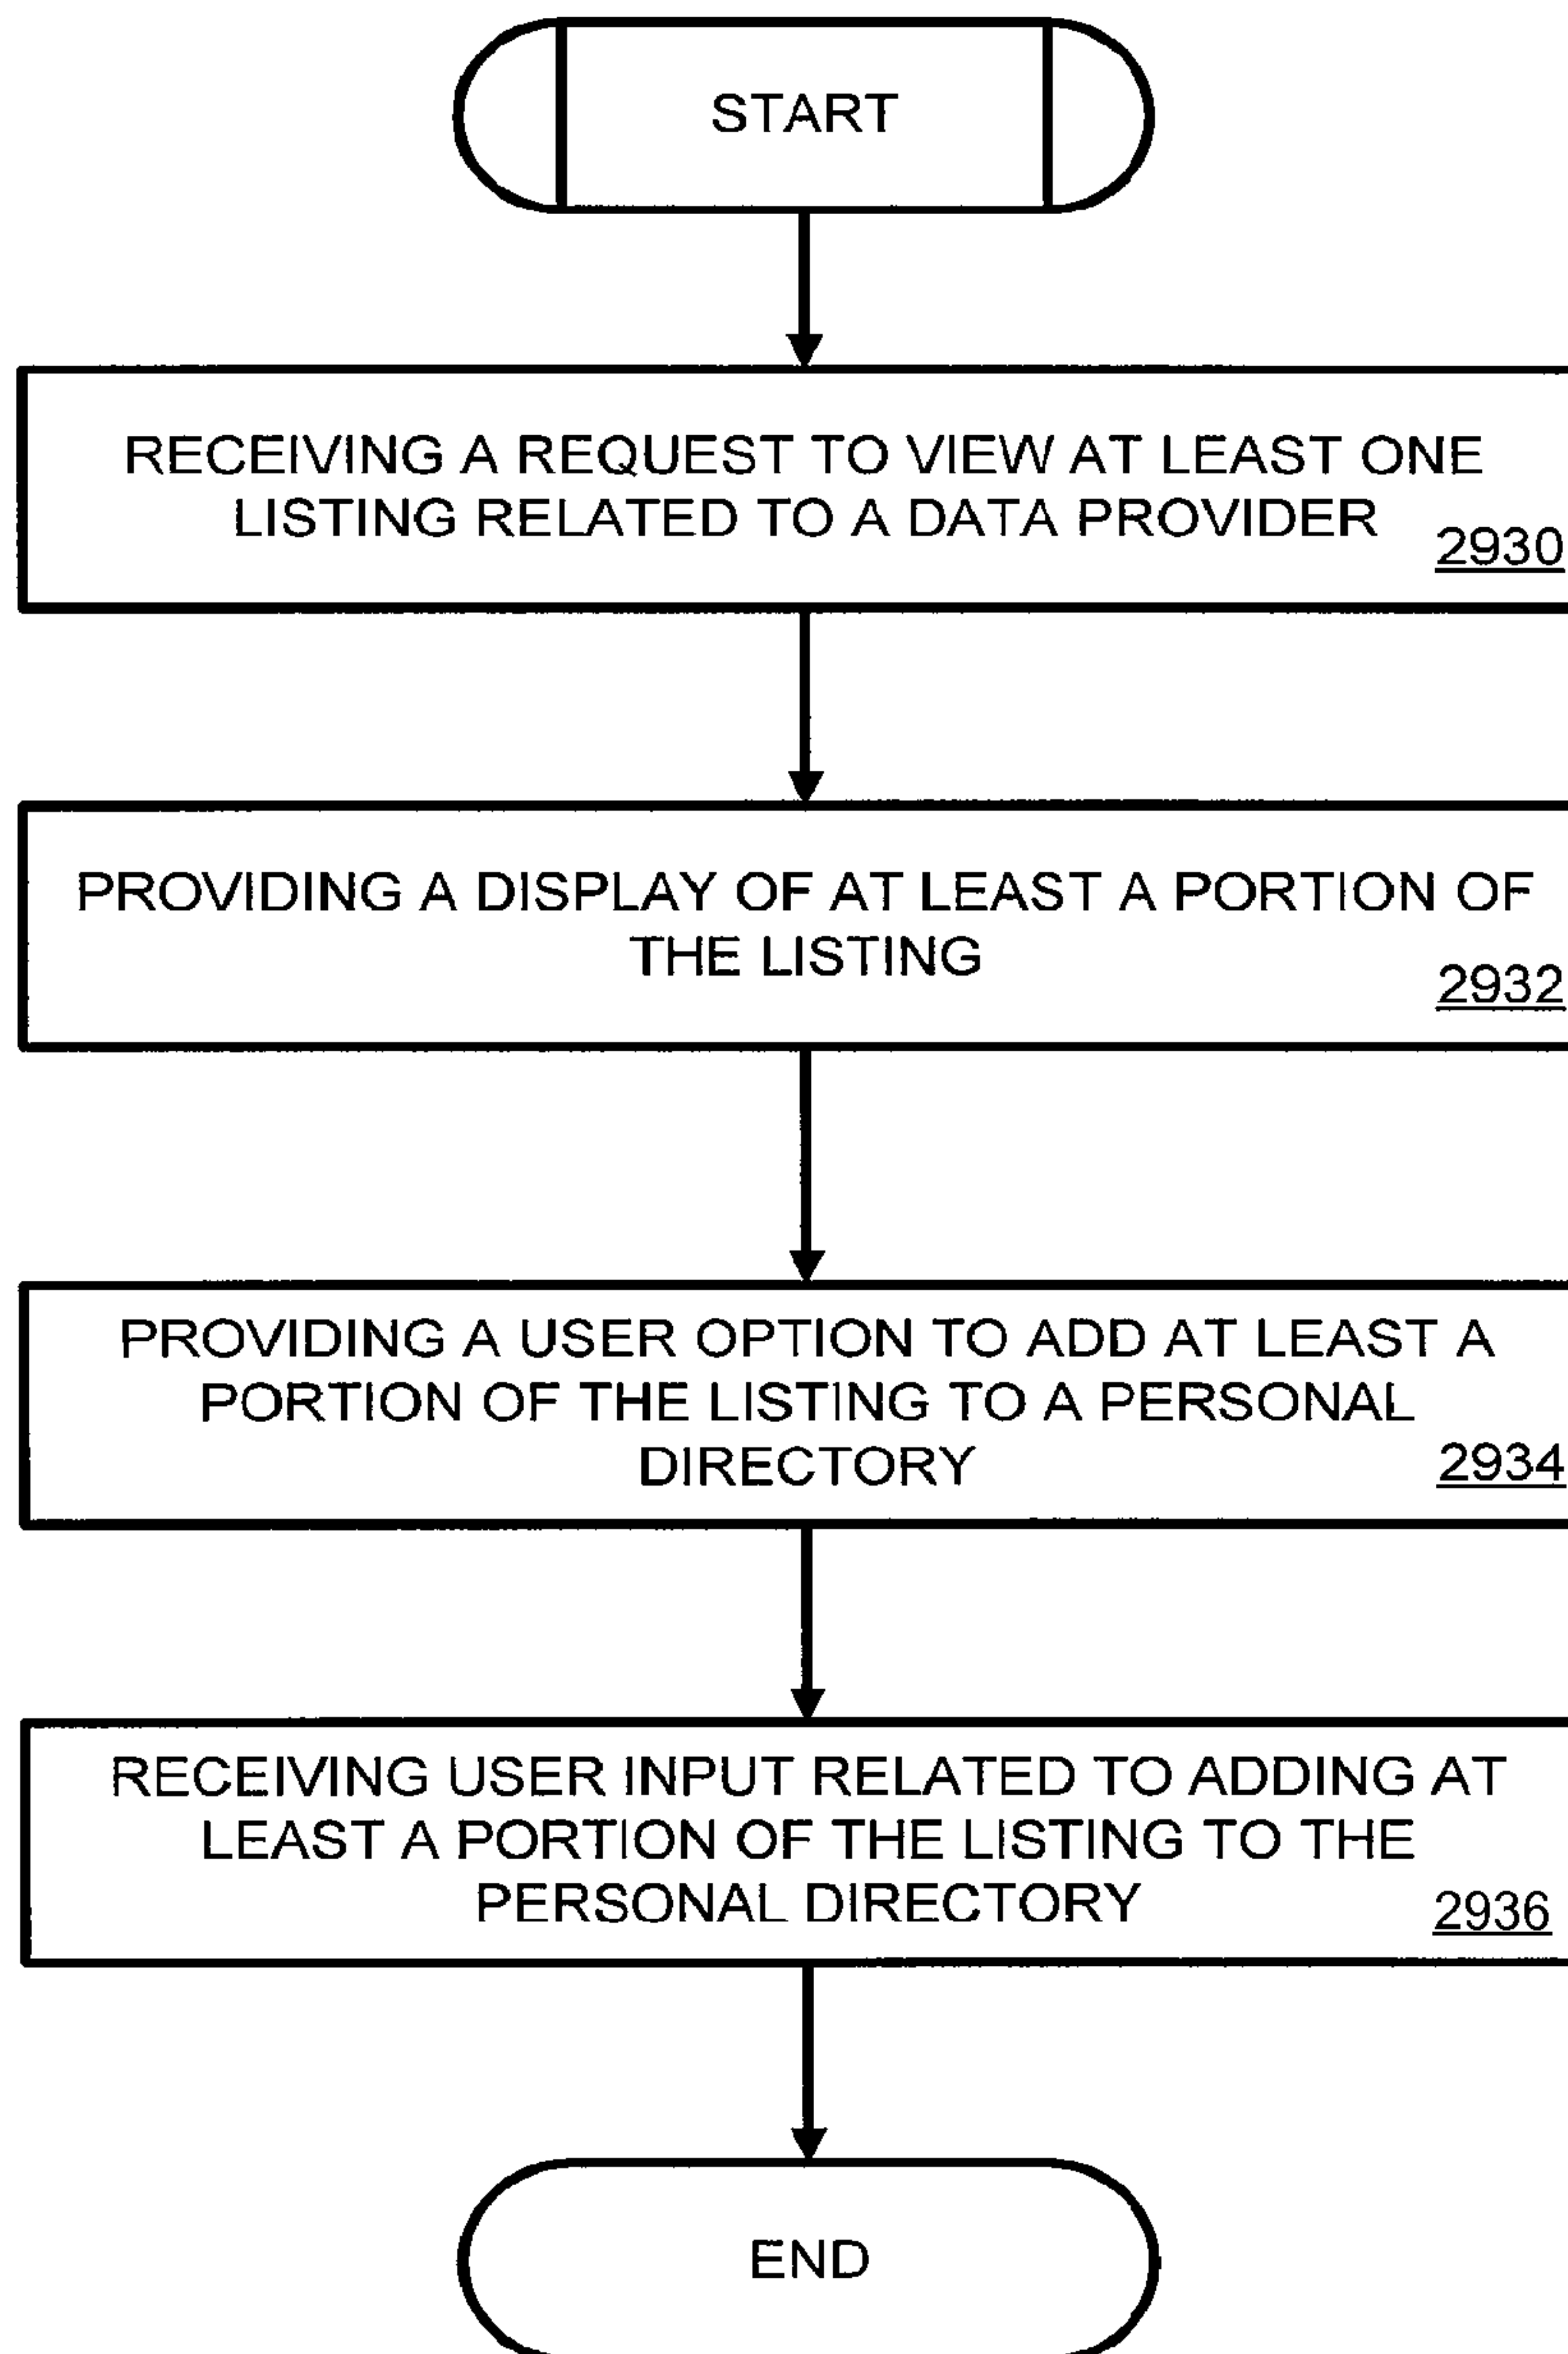 START
RECEIVING A REQUEST TO VIEW AT LEAST ONE
LISTING RELATED TO A DATA PROVIDER
2930
PROVIDING A DISPLAY OF AT LEAST A PORTION OF
THE LISTING
2932
PROVIDING A USER OPTION TO ADD AT LEAST A
PORTION OF THE LISTING TO A PERSONAL
DIRECTORY
2934
RECEIVING USER INPUT RELATED TO ADDING AT
LEAST A PORTION OF THE LISTING TO THE
PERSONAL DIRECTORY
2936
END